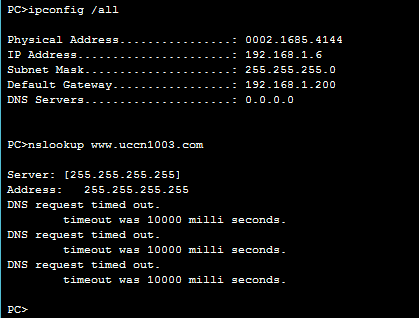 PC>ipconfig /all
Physical Address................: 0002.1685.4144
IP Address......................: 192.168.1.6
Subnet Mask.....................: 255.255.255.0
Default Gateway.................: 192.168.1.200
DNS Servers.....................: 0.0.0.0
PC>nslookup www.uccn1003.com
Server: [255.255.255.255]
Address:   255.255.255.255
DNS request timed out.
        timeout was 10000 milli seconds.
DNS request timed out.
        timeout was 10000 milli seconds.
DNS request timed out.
        timeout was 10000 milli seconds.
PC>